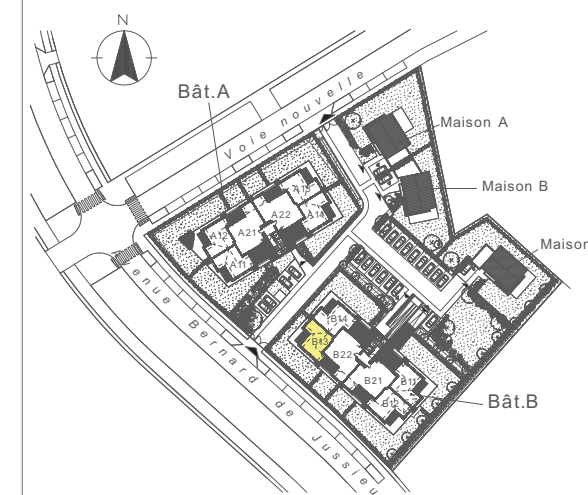 N
Bât.A
Voie nouvelle
Maison A
Maison B
Maison
A13
A22
A14
A12
A21
A11
B14
B13
B22
B21
B11
B12
Bât.B
enue Bernard de Jussieu